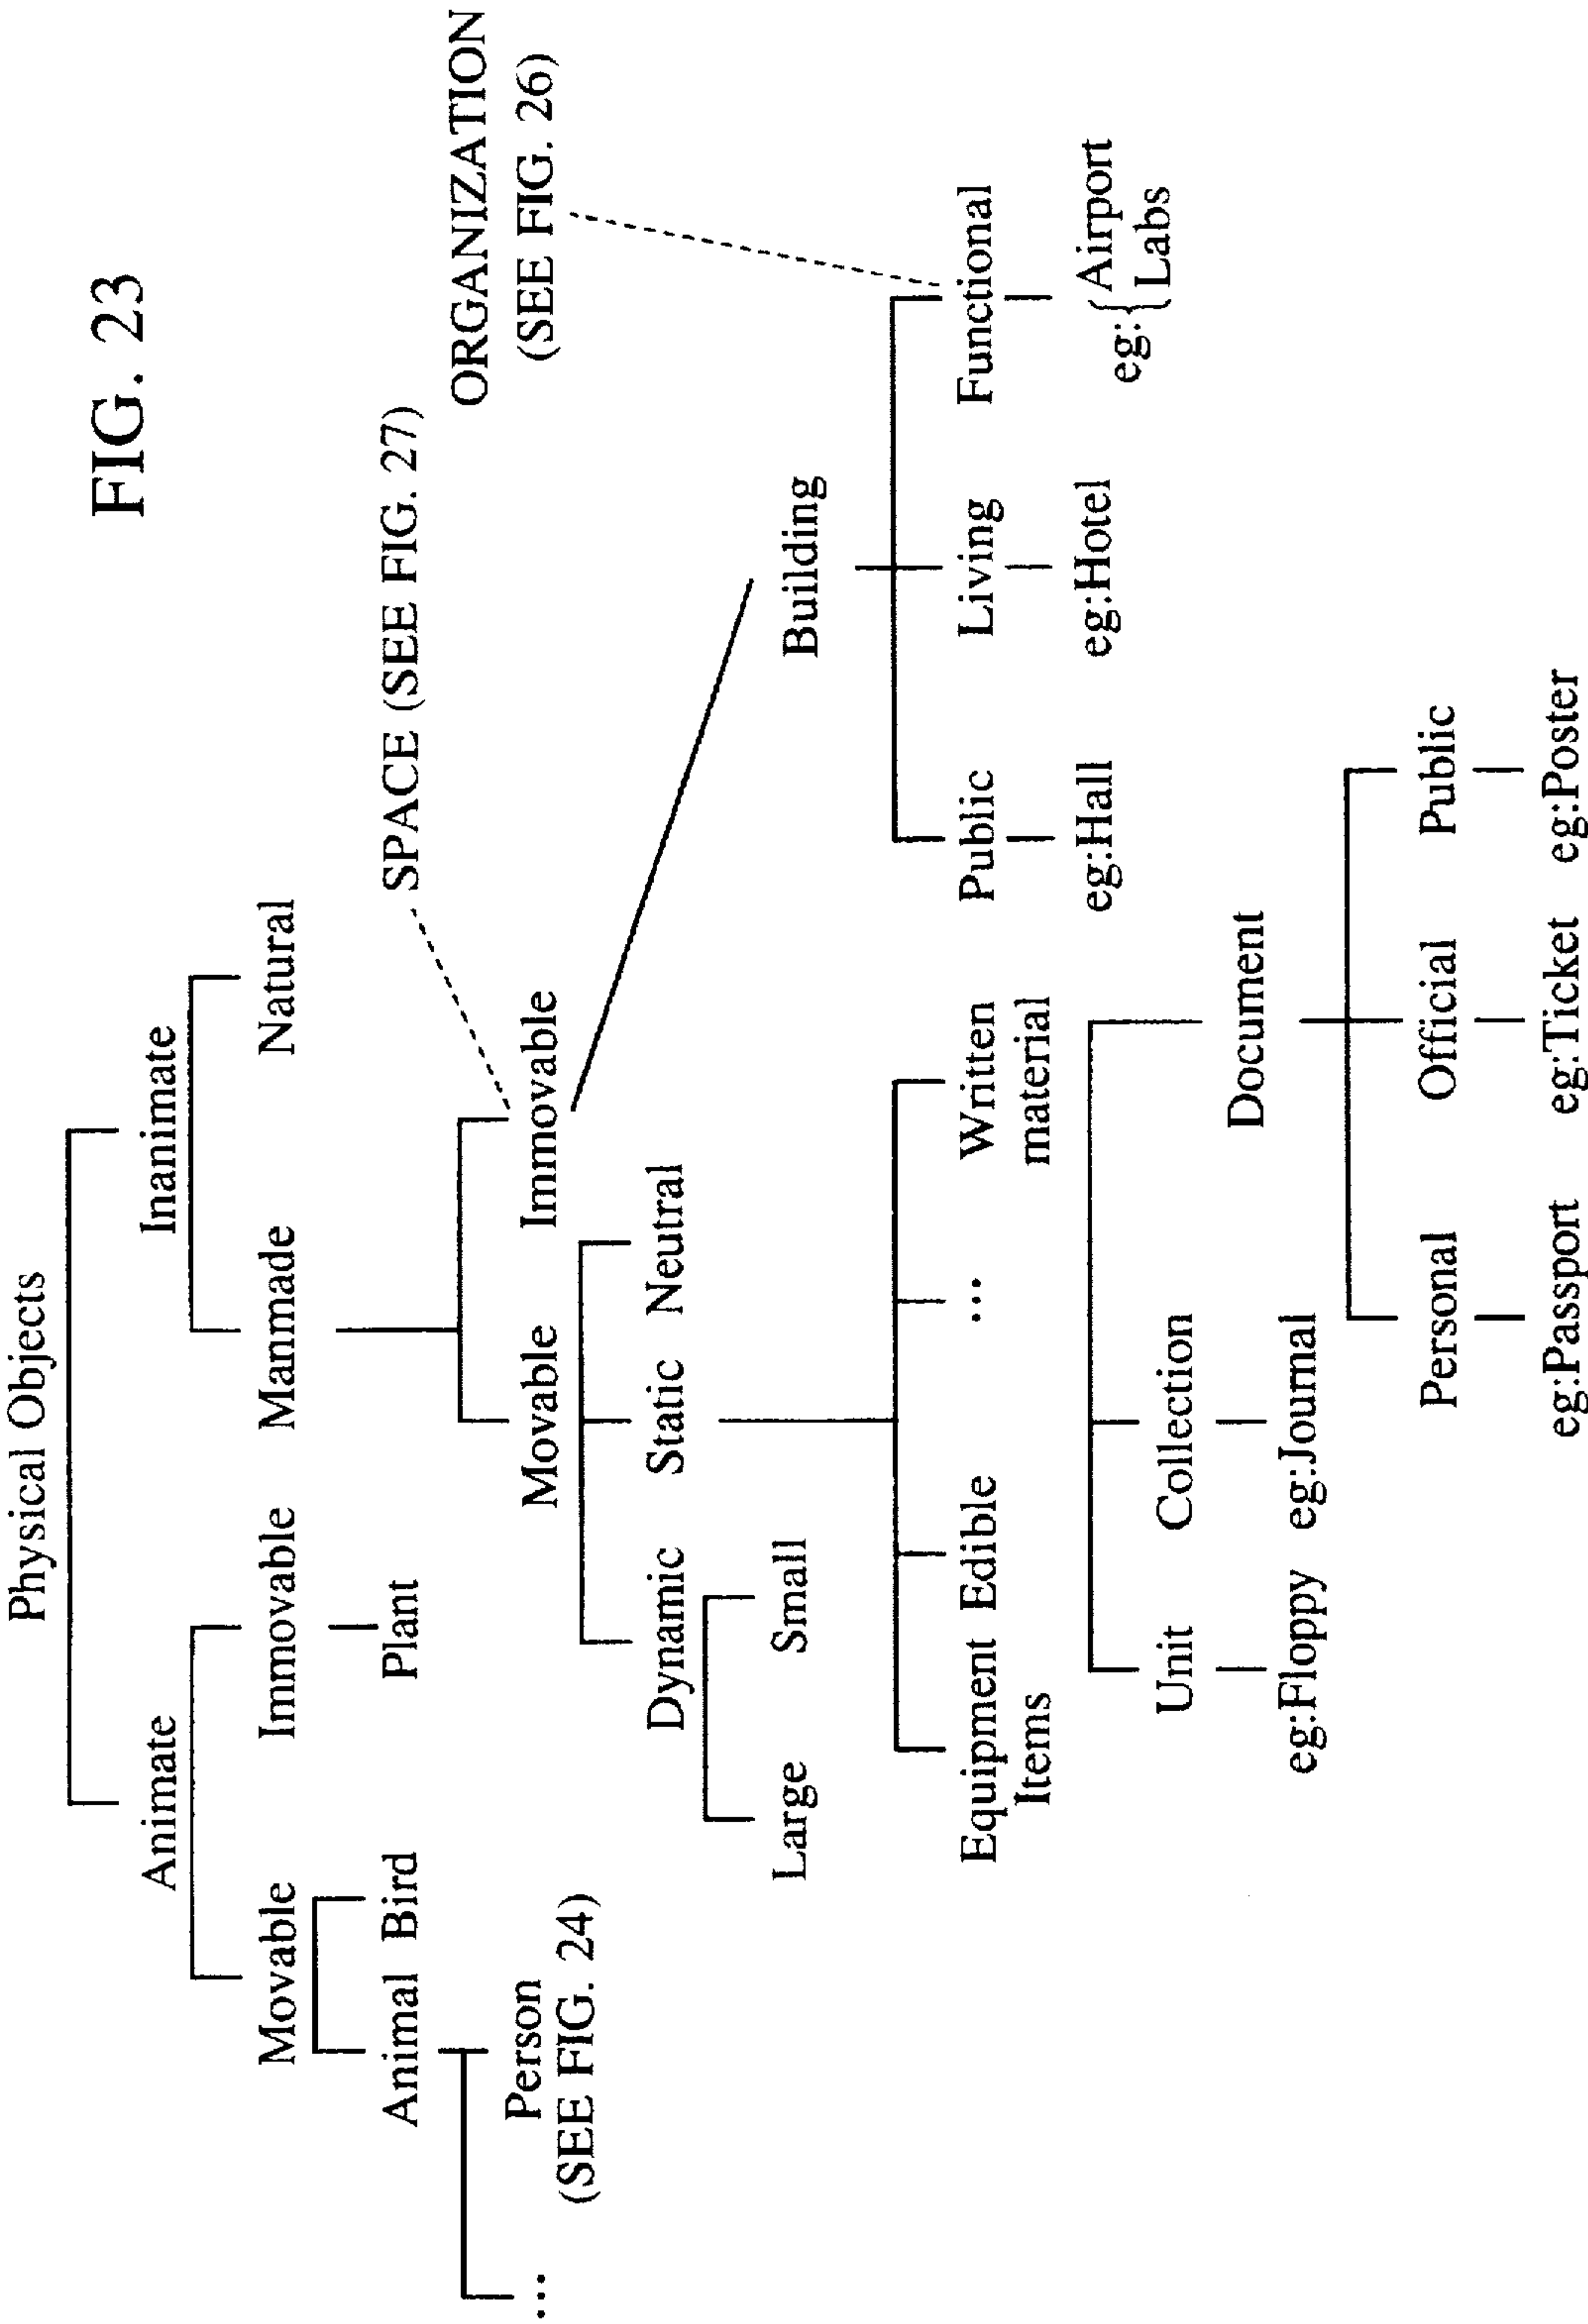 FIG. 23
Physical Objects
Animate
Inanimate
Movable
Immovable
Manmade
Natural
Animal
Bird
Plant
SPACE (SEE FIG. 27)
ORGANIZATION
(SEE FIG. 26)
...
Person
(SEE FIG. 24)
Movable
Immovable
Dynamic
Static
Neutral
Large
Small
Building
Equipment
Items
Edible
...
Written
material
Public
Living
Functional
eg:Hall
eg:Hotel
eg:{Airport
Labs
Unit
Collection
Document
eg:Floppy
eg:Journal
Personal
Official
Public
eg:Passport
eg:Ticket
eg:Poster